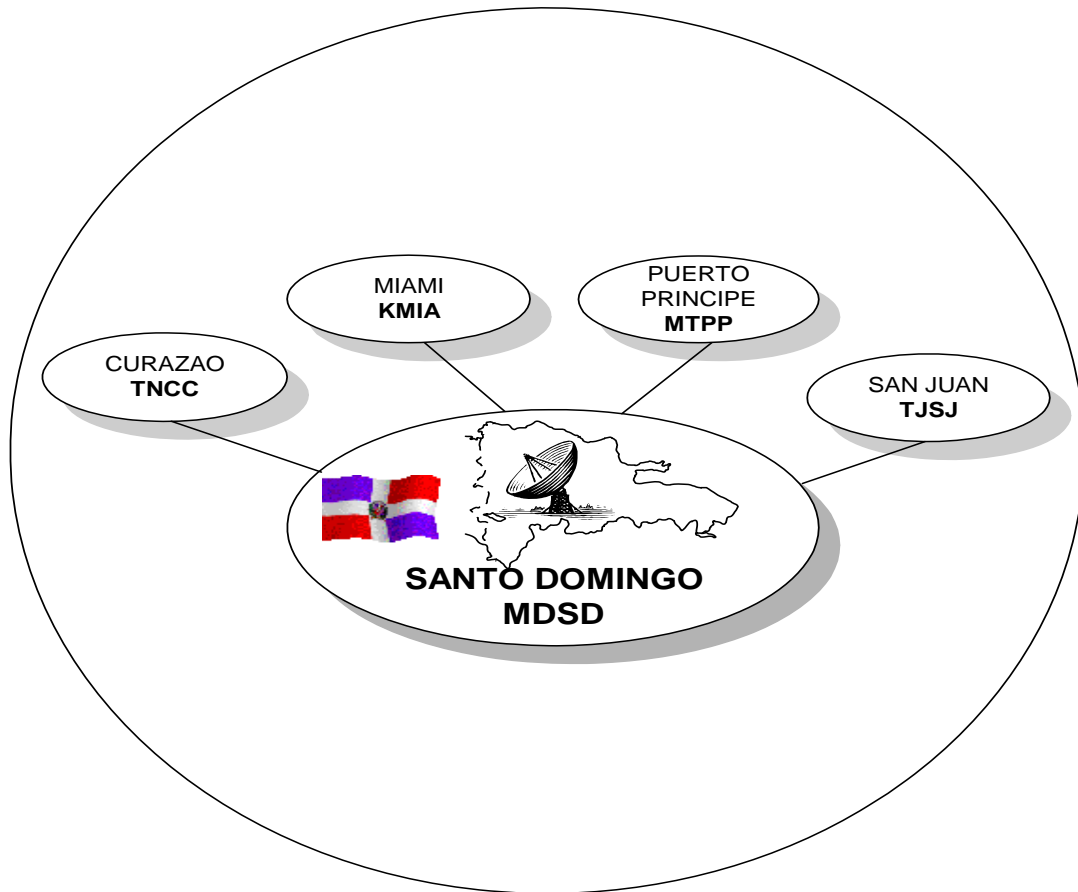 MIAMI
KMIA
PUERTO
PRINCIPE
MTPP
CURAZAO
TNCC
SAN JUAN
TJSJ
SANTO DOMINGO
MDSD